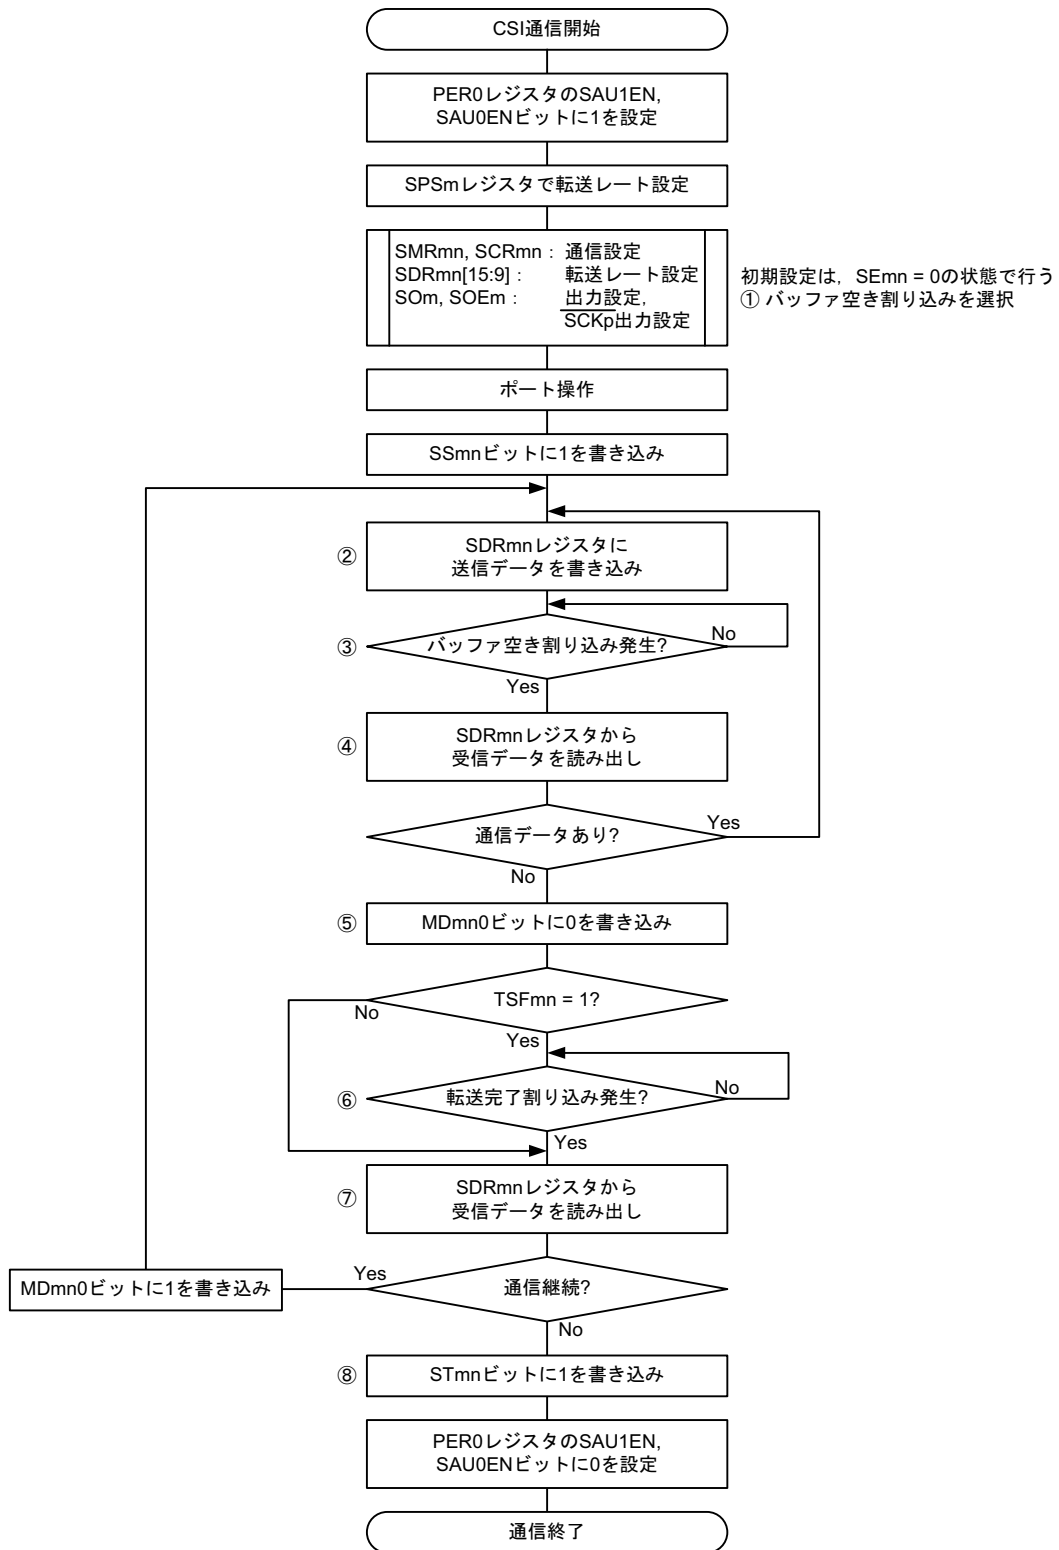 CSI通信開始
PER0レジスタのSAU1EN,
SAU0ENビットに1を設定
SPSmレジスタで転送レート設定
SMRmn, SCRmn： 通信設定
SDRmn[15:9]： 転送レート設定
SOm, SOEm： 出力設定,
SCKp出力設定
初期設定は，SEmn = 0の状態で行う
① バッファ空き割り込みを選択
ポート操作
SSmnビットに1を書き込み
②
SDRmnレジスタに
送信データを書き込み
③
バッファ空き割り込み発生?
No
Yes
④
SDRmnレジスタから
受信データを読み出し
通信データあり?
Yes
No
⑤
MDmn0ビットに0を書き込み
TSFmn = 1?
No
Yes
⑥
転送完了割り込み発生?
No
Yes
⑦
SDRmnレジスタから
受信データを読み出し
MDmn0ビットに1を書き込み
Yes
通信継続?
No
⑧
STmnビットに1を書き込み
PER0レジスタのSAU1EN,
SAU0ENビットに0を設定
通信終了